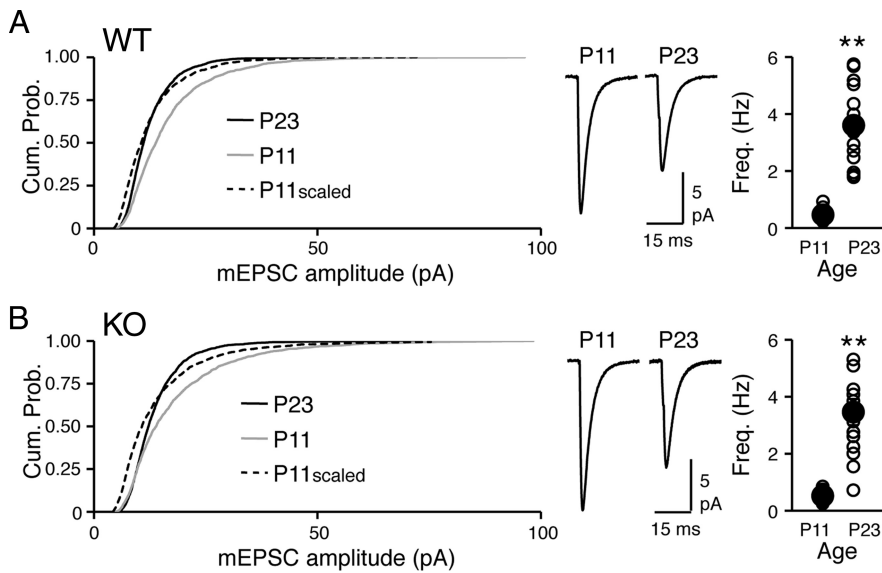 A
WT
Cum. Prob.
1.00
0.75
0.50
0.25
0
P23
P11
P11scaled
0 50 100
mEPSC amplitude (pA)
P11 P23
5
pA
15 ms
Freq. (Hz)
6
4
2
0
**
P11 P23
Age
B
KO
Cum. Prob.
1.00
0.75
0.50
0.25
0
P23
P11
P11scaled
0 50 100
mEPSC amplitude (pA)
P11 P23
5
pA
15 ms
Freq. (Hz)
6
4
2
0
**
P11 P23
Age